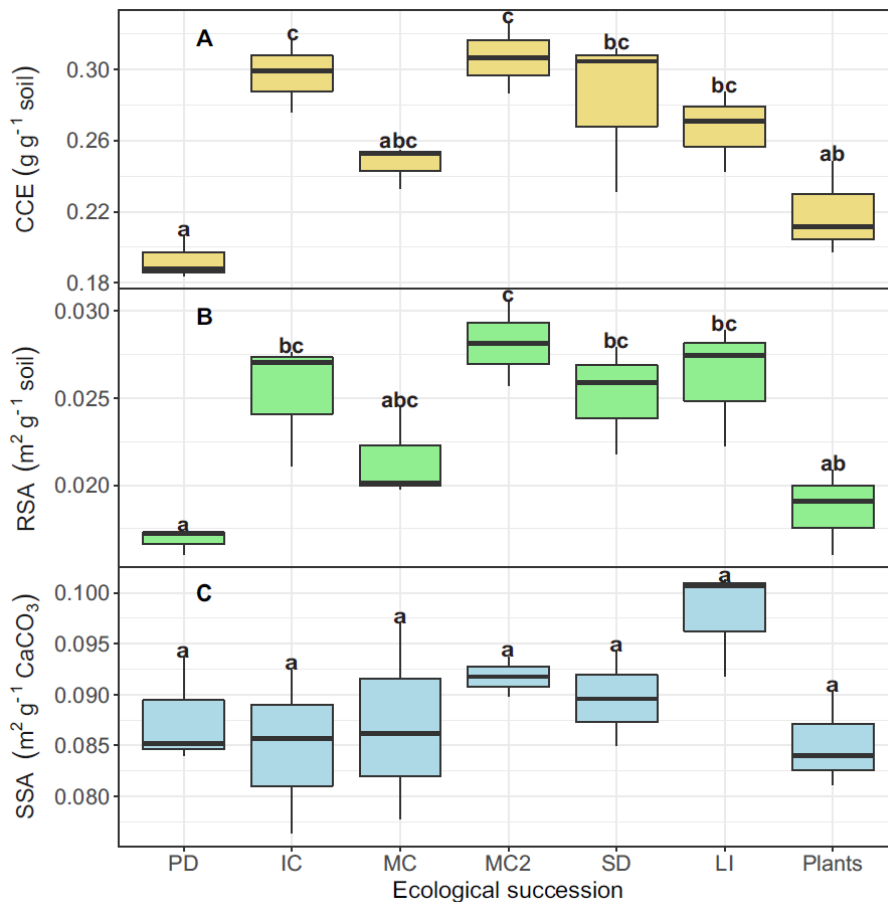 A
CCE (g g⁻¹ soil)
0.30
0.26
0.22
0.18
a
c
abc
c
bc
bc
ab
B
RSA (m² g⁻¹ soil)
0.030
0.025
0.020
a
bc
abc
c
bc
bc
ab
C
SSA (m² g⁻¹ CaCO₃)
0.100
0.095
0.090
0.085
0.080
a
a
a
a
a
a
a
PD IC MC MC2 SD LI Plants
Ecological succession